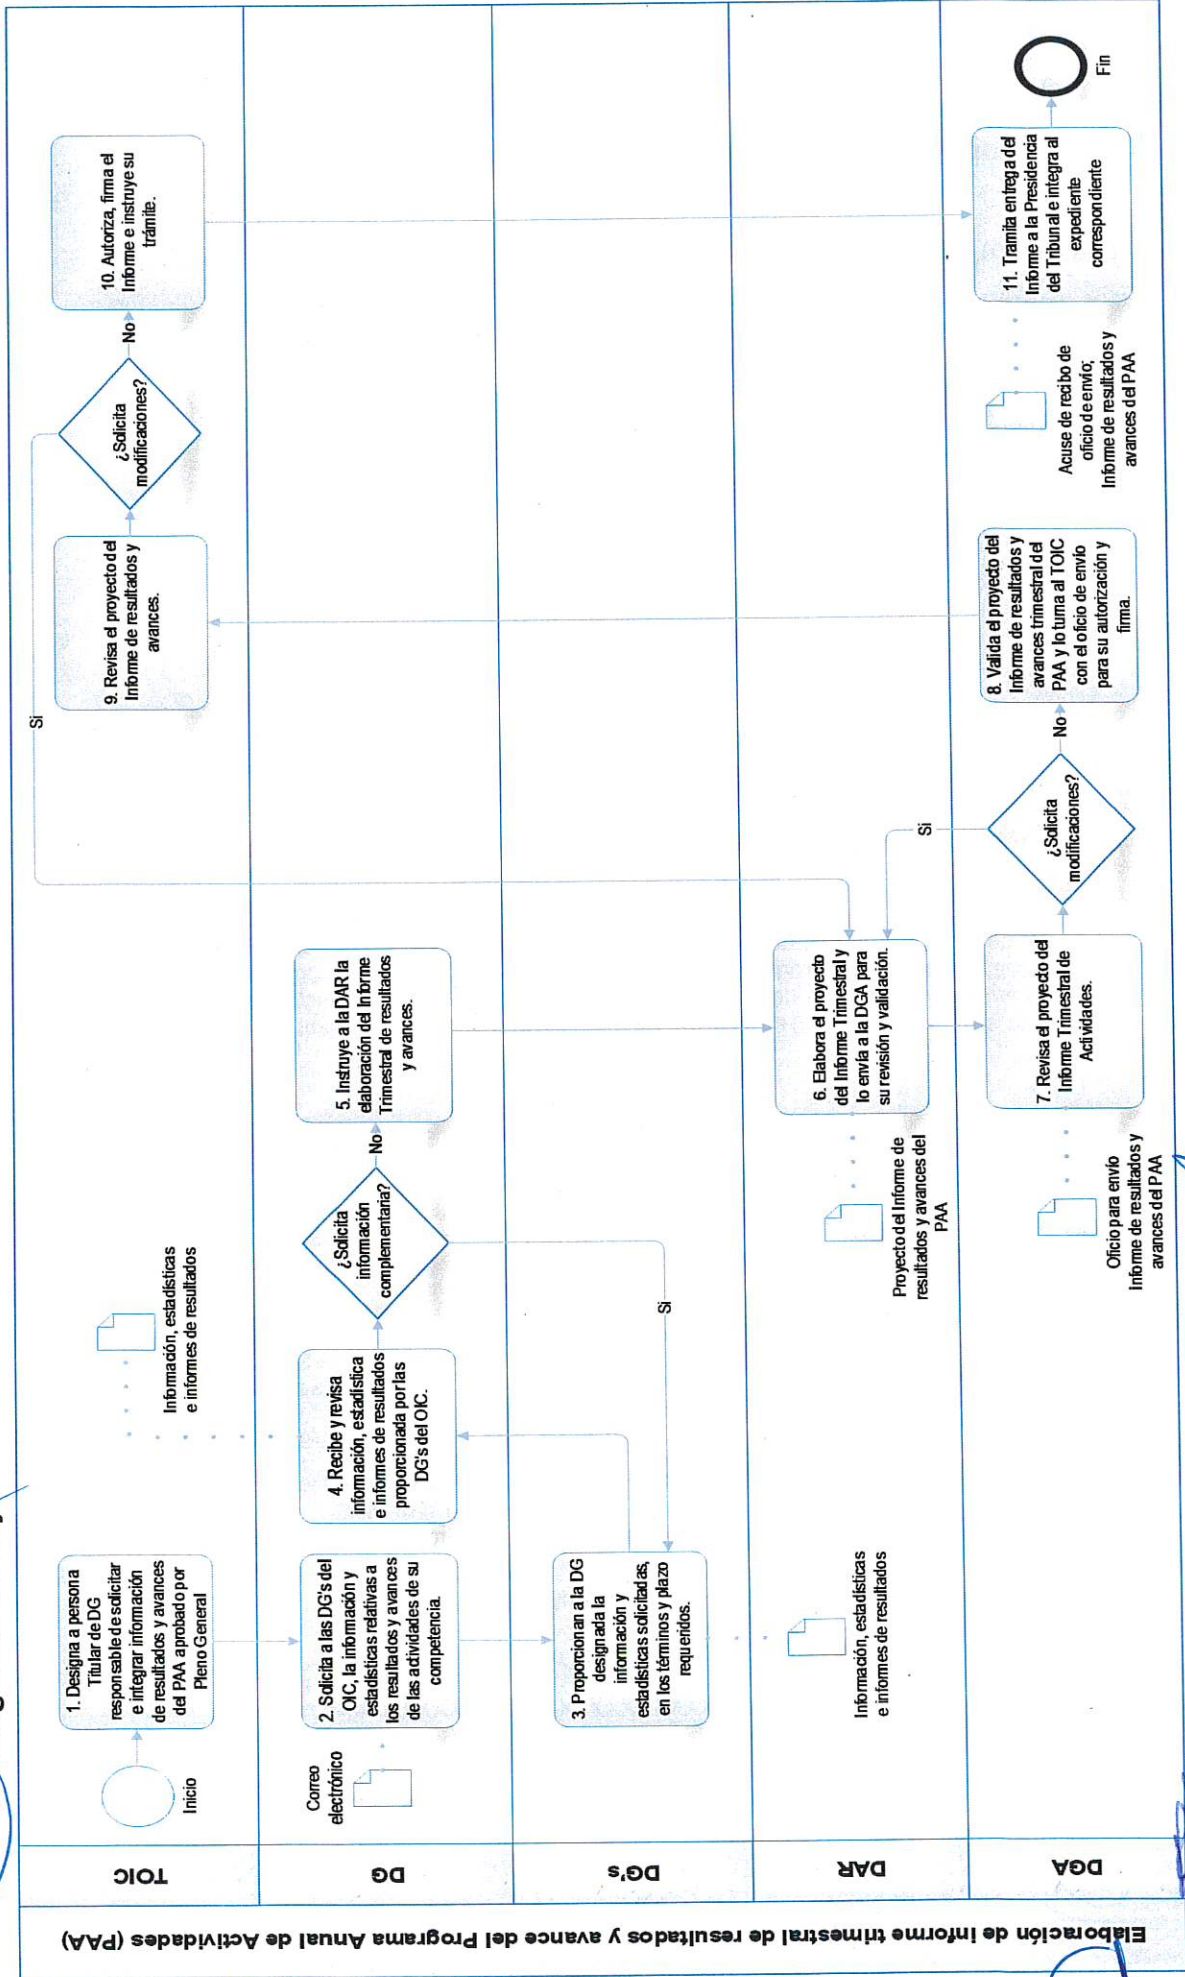 Elaboración de informe trimestral de resultados y avance del Programa Anual de Actividades (PAA)
TOIC
Inicio
1. Designa a persona
Titular de DG
responsable de solicitar
e integrar información
de resultados y avances
del PAA aprobado por
Pleno General
Información, estadísticas
e informes de resultados
9. Revisa el proyecto del
Informe de resultados y
avances.
¿Solicita
modificaciones?
Si
No
10. Autoriza, firma el
Informe e instruye su
trámite.
DG
Correo
electrónico
2. Solicita a las DG's del
OIC, la información y
estadísticas relativas a
los resultados y avances
de las actividades de su
competencia.
4. Recibe y revisa
información, estadística
e informes de resultados
proporcionada por las
DG's del OIC.
¿Solicita
información
complementaria?
No
Si
5. Instruye a la DAR la
elaboración del Informe
Trimestral de resultados
y avances.
DG's
3. Proporcionan a la DG
designada la
información y
estadísticas solicitadas,
en los términos y plazo
requeridos.
DAR
Información, estadísticas
e informes de resultados
Proyecto del Informe de
resultados y avances del
PAA
6. Elabora el proyecto
del Informe Trimestral y
lo envía a la DGA para
su revisión y validación.
DGA
Oficio para envío
Informe de resultados y
avances del PAA
7. Revisa el proyecto del
Informe Trimestral de
Actividades.
¿Solicita
modificaciones?
Si
No
8. Valida el proyecto del
Informe de resultados y
avances trimestral del
PAA y lo turna al TOIC
con el oficio de envío
para su autorización y
firma.
Acuse de recibo de
oficio de envío;
Informe de resultados y
avances del PAA
11. Tramita entrega del
Informe a la Presidencia
del Tribunal e integra al
expediente
correspondiente
Fin